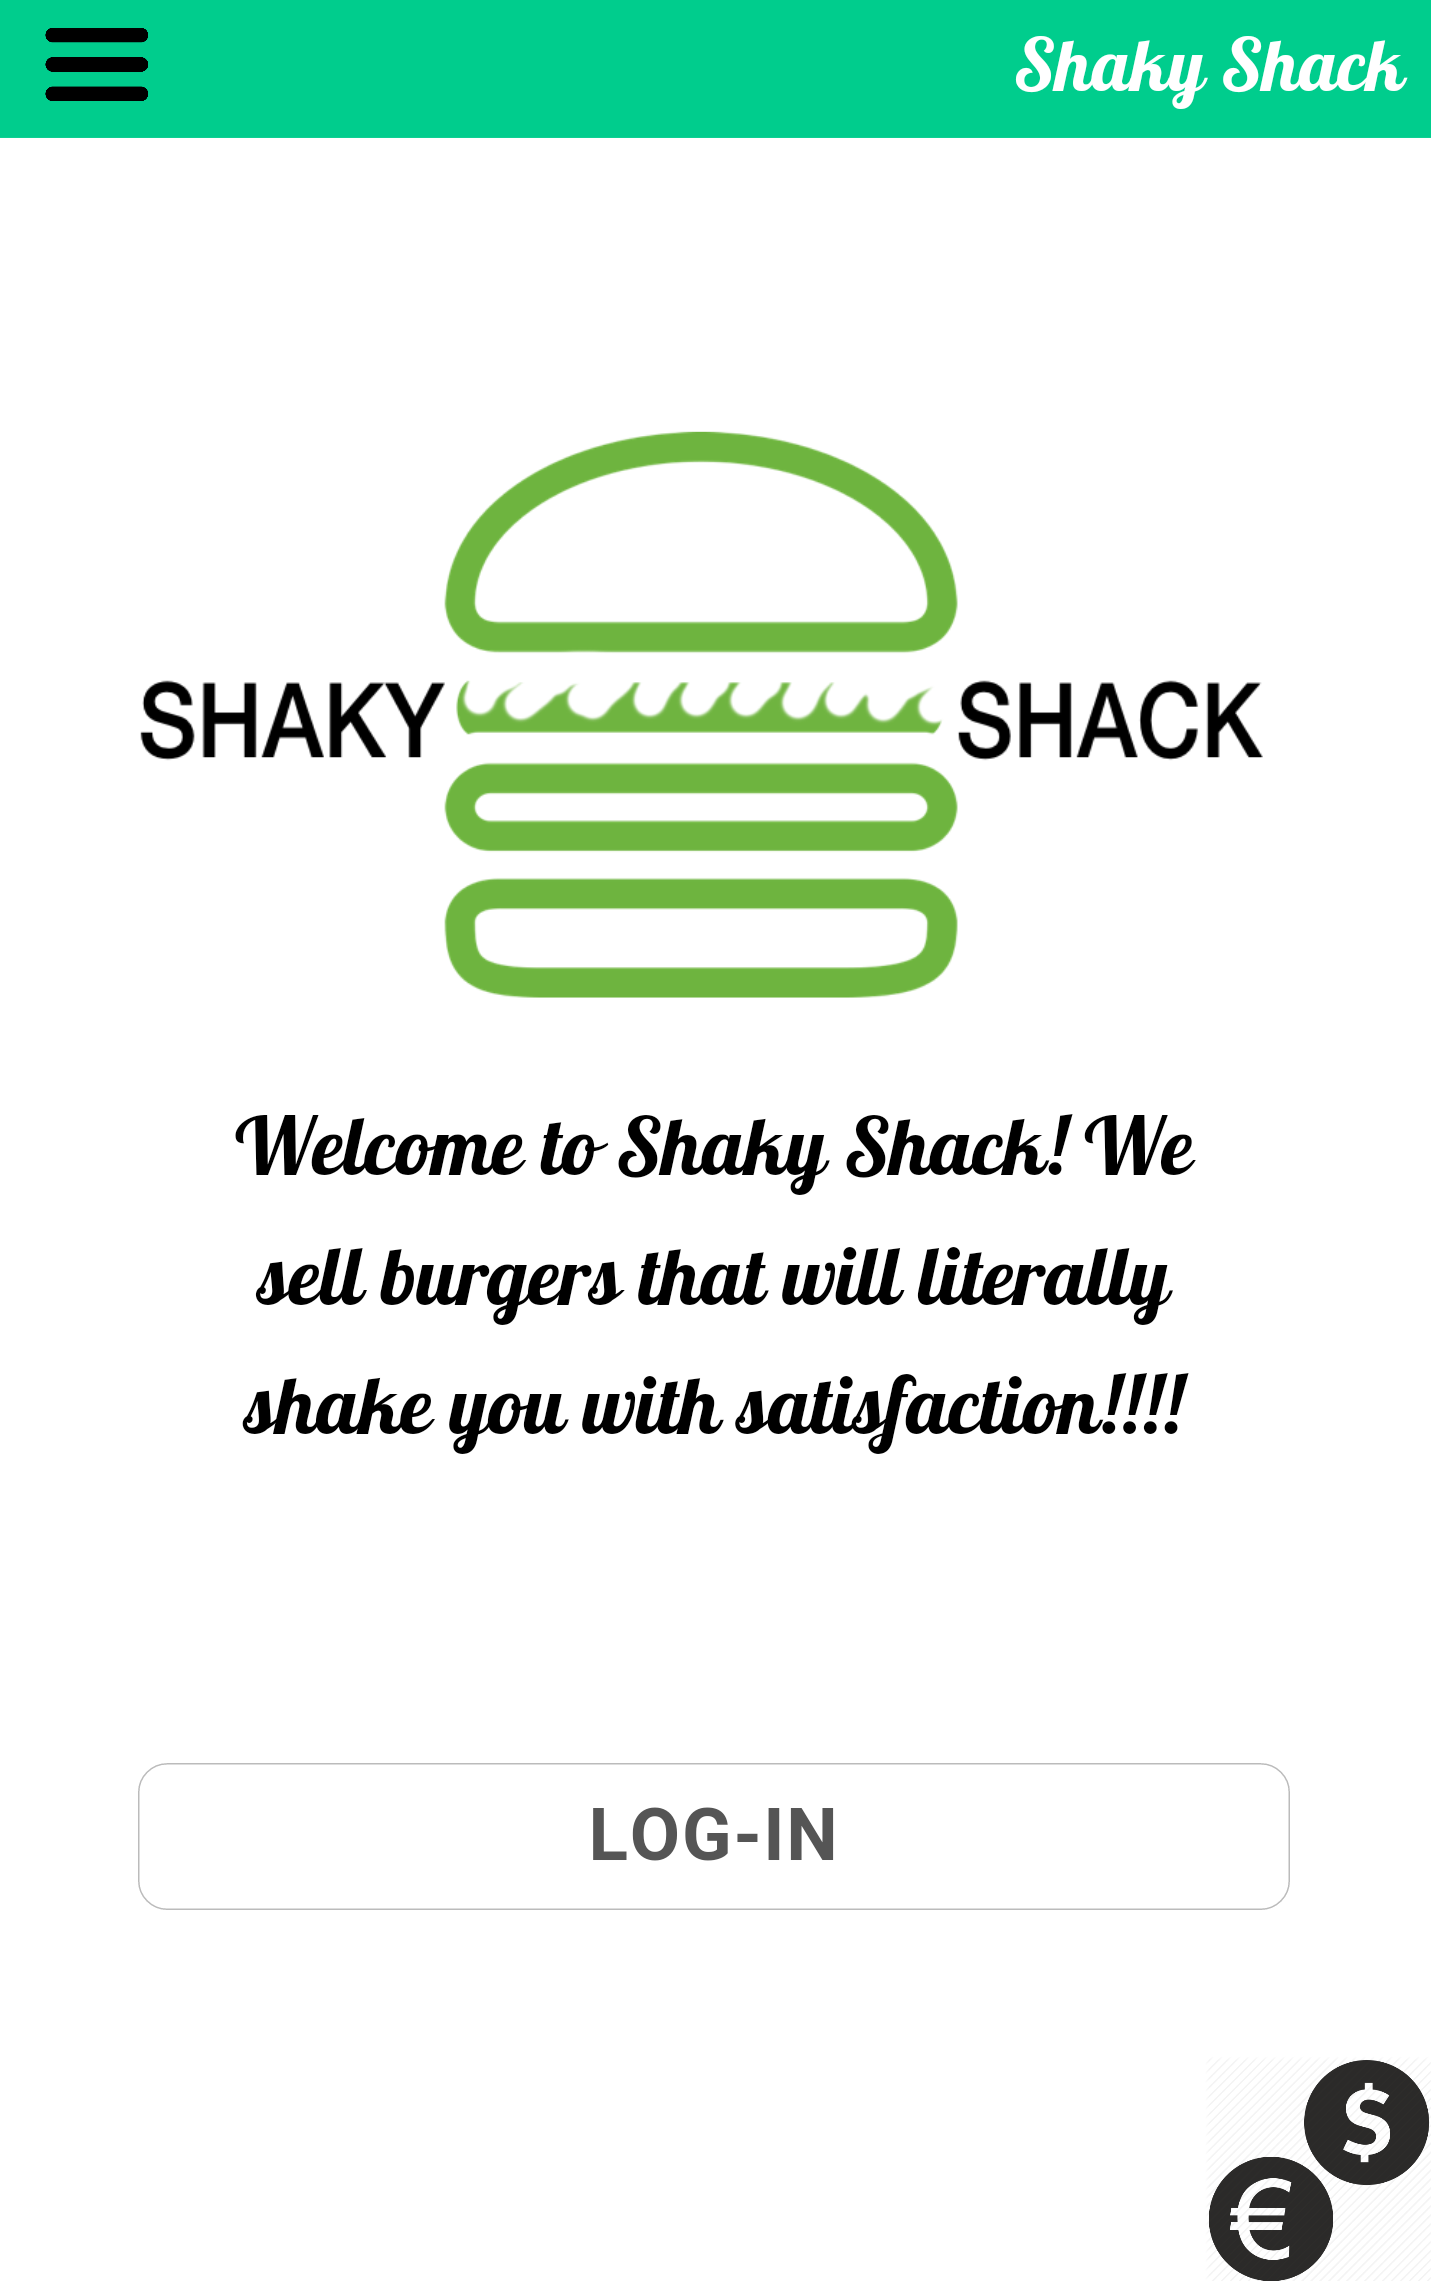 Shaky Shack
SHAKY SHACK
Welcome to Shaky Shack! We
sell burgers that will literally
shake you with satisfaction!!!!
LOG-IN
$
€